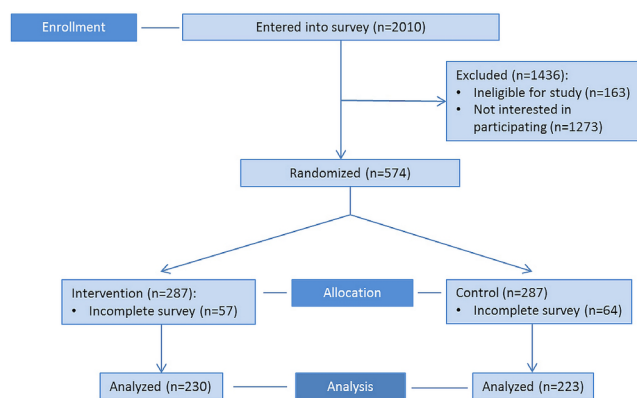 Enrollment
Entered into survey (n=2010)
Excluded (n=1436):
• Ineligible for study (n=163)
• Not interested in
participating (n=1273)
Randomized (n=574)
Intervention (n=287):
• Incomplete survey (n=57)
Allocation
Control (n=287)
• Incomplete survey (n=64)
Analyzed (n=230)
Analysis
Analyzed (n=223)